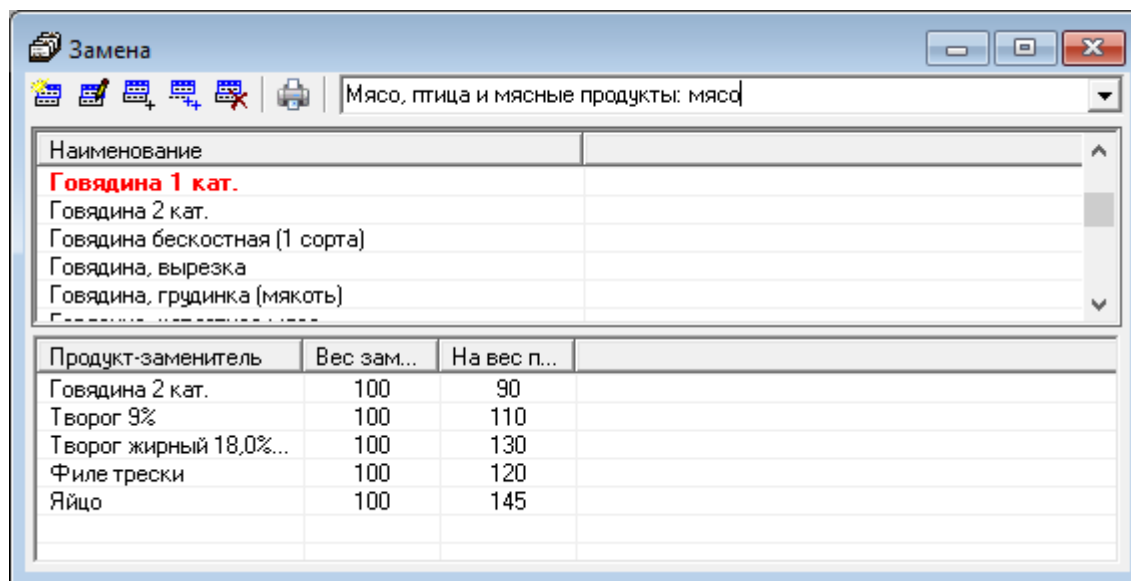 Замена
Мясо, птица и мясные продукты: мясо
Наименование
Говядина 1 кат.
Говядина 2 кат.
Говядина бескостная (1 сорта)
Говядина, вырезка
Говядина, грудинка (мякоть)
Продукт-заменитель Вес зам... На вес п...
Говядина 2 кат. 100 90
Творог 9% 100 110
Творог жирный 18,0%... 100 130
Филе трески 100 120
Яйцо 100 145